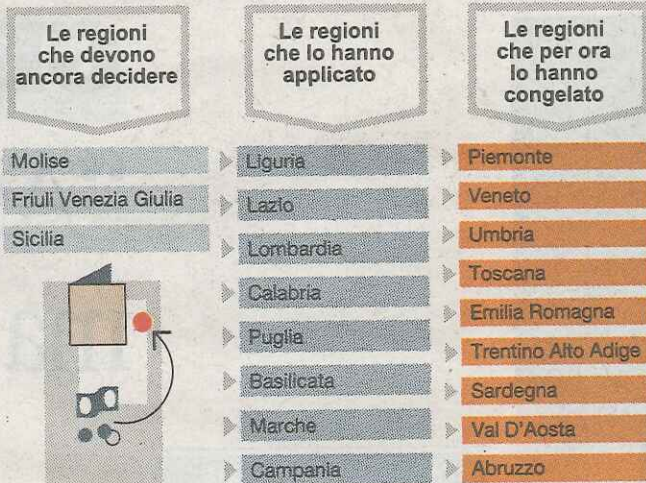 Le regioni
che devono
ancora decidere
Molise
Friuli Venezia Giulia
Sicilia
Le regioni
che lo hanno
applicato
Liguria
Lazio
Lombardia
Calabria
Puglia
Basilicata
Marche
Campania
Le regioni
che per ora
lo hanno
congelato
Piemonte
Veneto
Umbria
Toscana
Emilia Romagna
Trentino Alto Adige
Sardegna
Val D'Aosta
Abruzzo